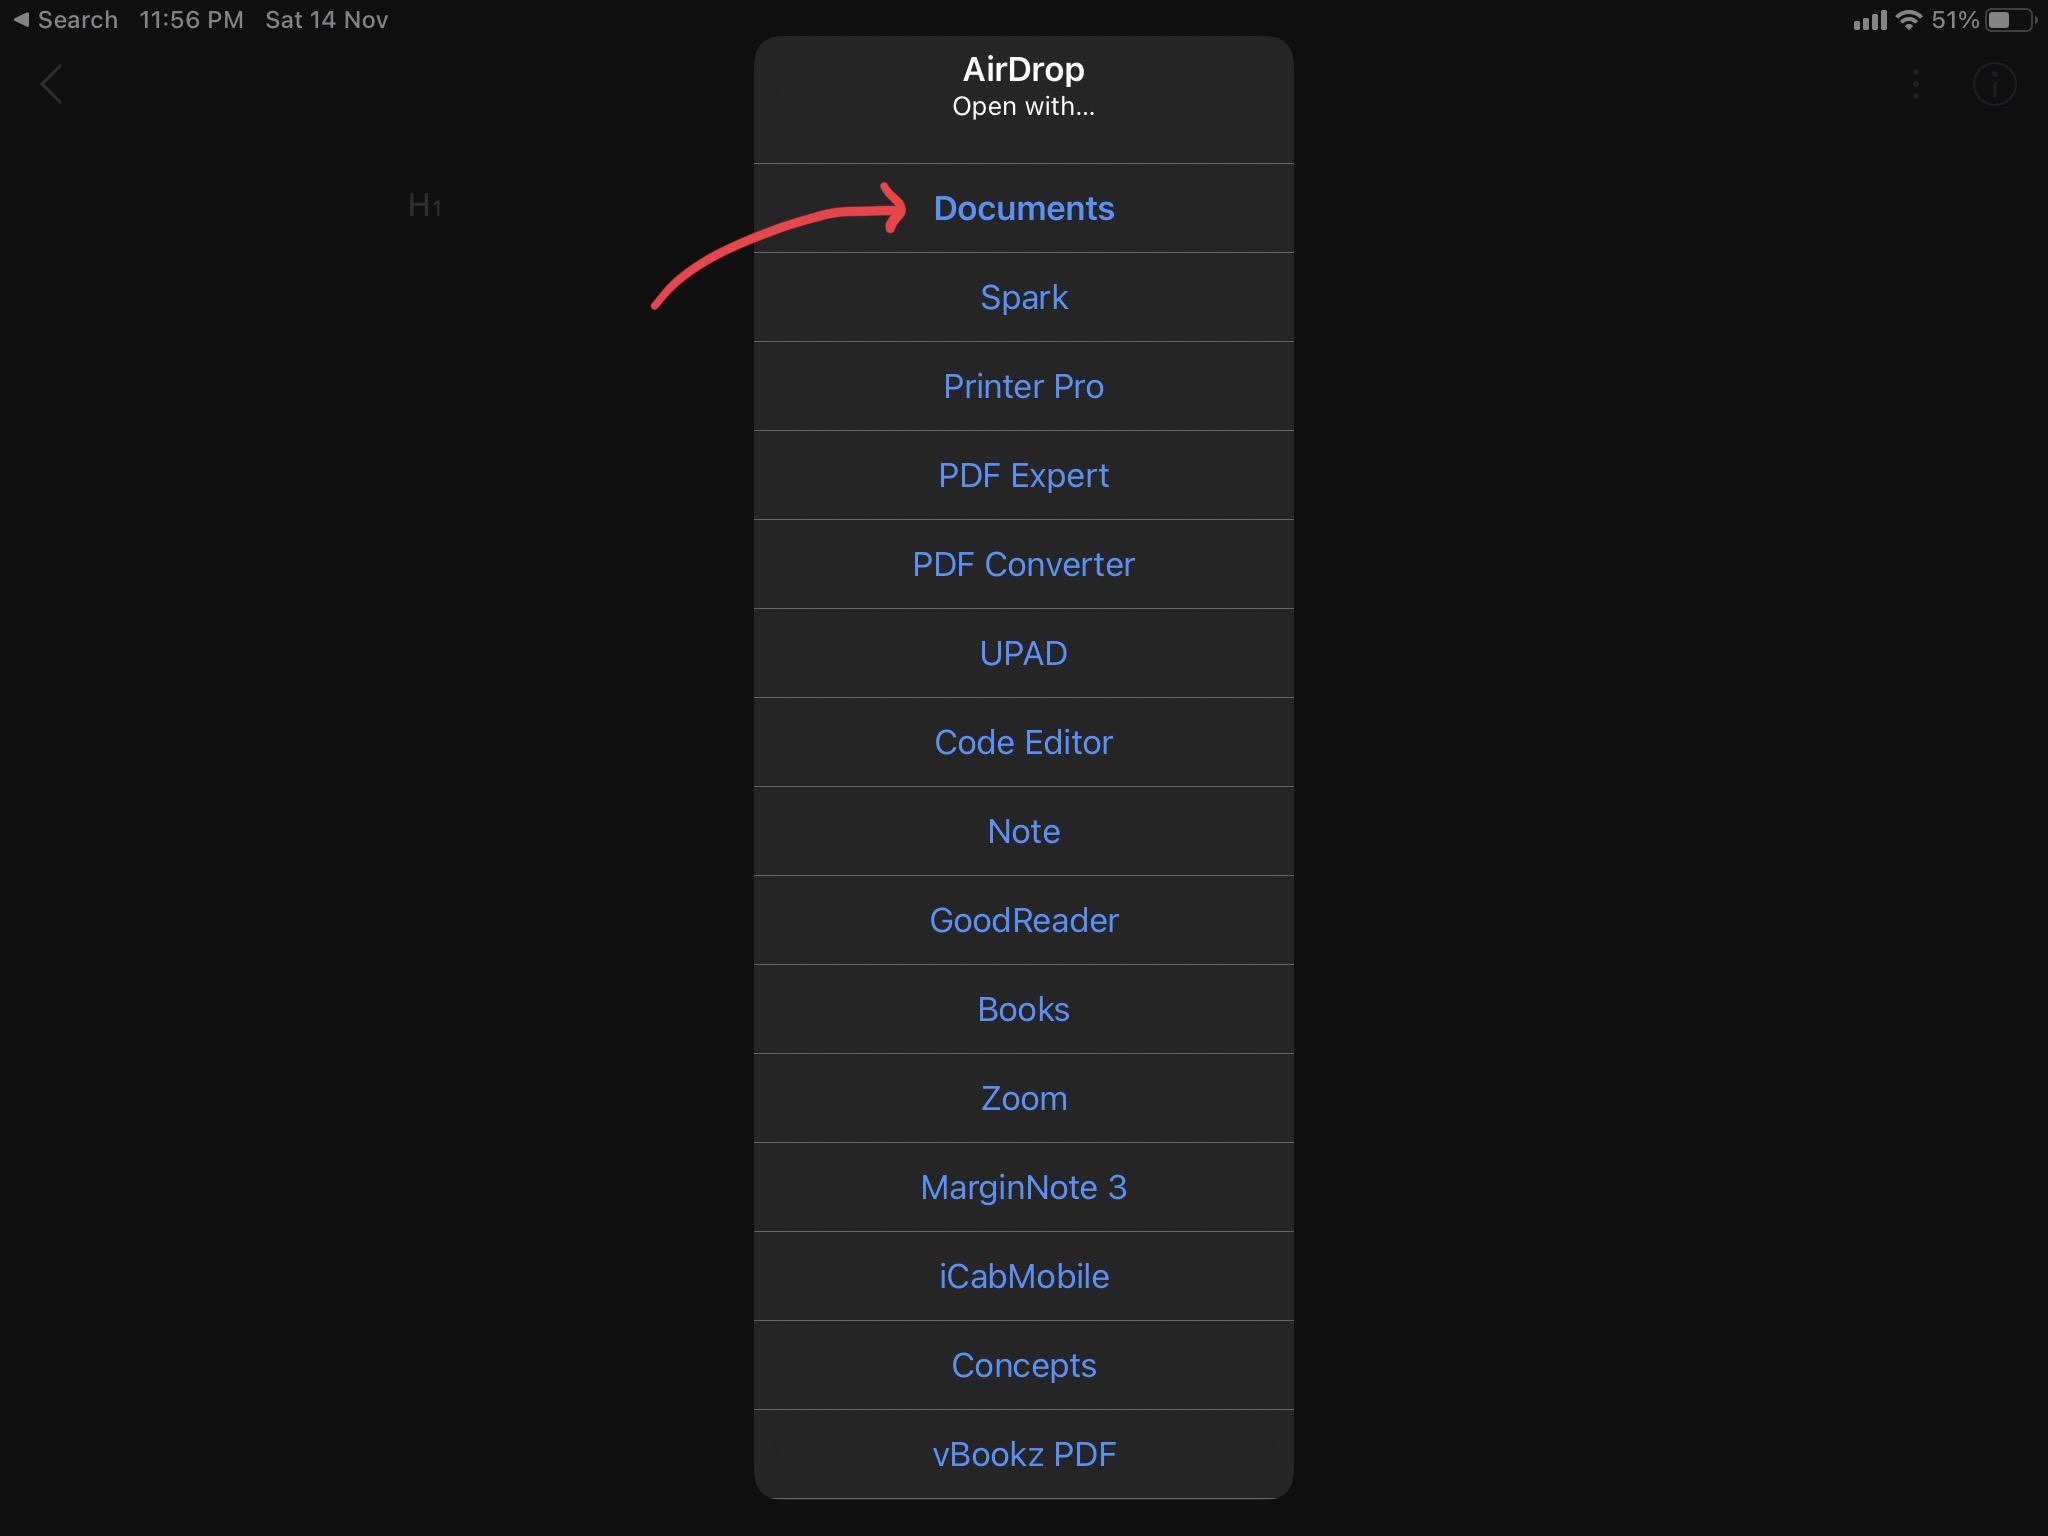 Search 11:56 PM Sat 14 Nov 51%
AirDrop
Open with...
H1
Documents
Spark
Printer Pro
PDF Expert
PDF Converter
UPAD
Code Editor
Note
GoodReader
Books
Zoom
MarginNote 3
iCabMobile
Concepts
vBookz PDF